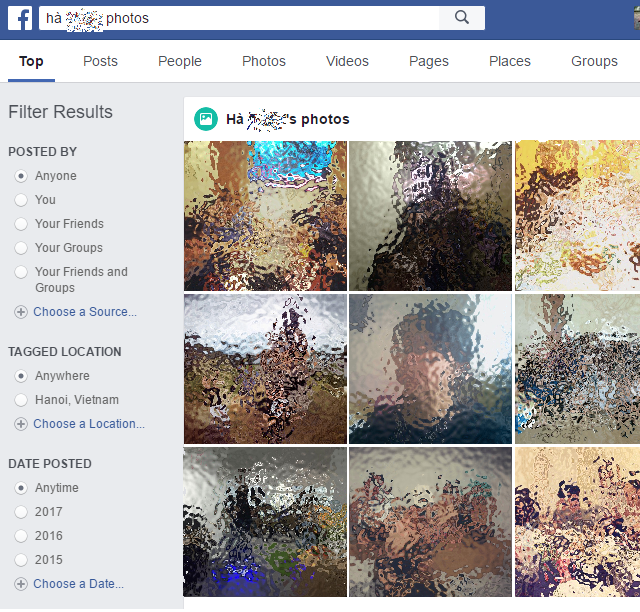 f
hà photos
Top Posts People Photos Videos Pages Places Groups
Filter Results
POSTED BY
Anyone
You
Your Friends
Your Groups
Your Friends and
Groups
Choose a Source...
TAGGED LOCATION
Anywhere
Hanoi, Vietnam
Choose a Location...
DATE POSTED
Anytime
2017
2016
2015
Choose a Date...
Hà 's photos